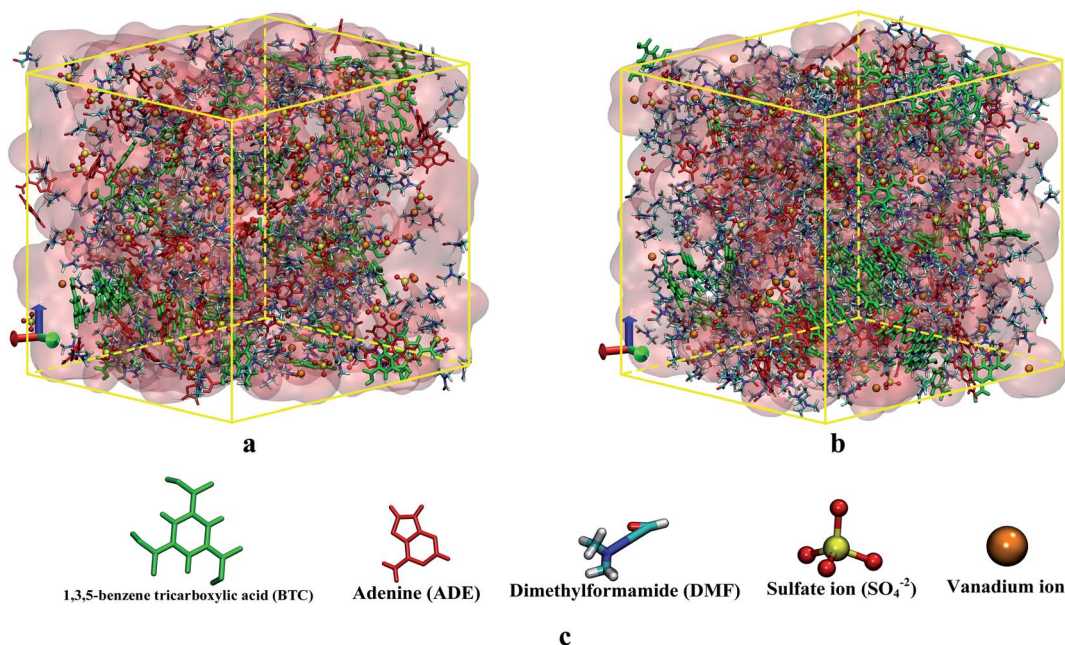 a
b
1,3,5-benzene tricarboxylic acid (BTC)
Adenine (ADE)
Dimethylformamide (DMF)
Sulfate ion (SO₄⁻²)
Vanadium ion
c